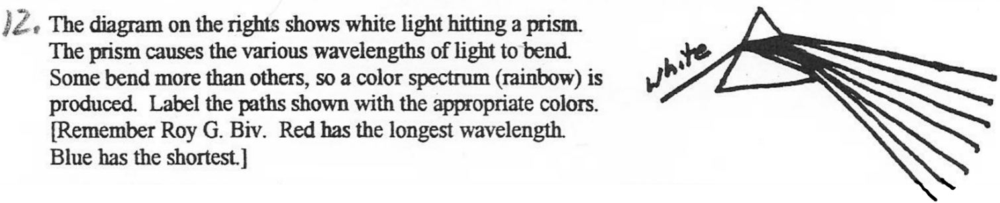 12. The diagram on the rights shows white light hitting a prism.
The prism causes the various wavelengths of light to bend.
Some bend more than others, so a color spectrum (rainbow) is
produced. Label the paths shown with the appropriate colors.
[Remember Roy G. Biv. Red has the longest wavelength.
Blue has the shortest.]
white